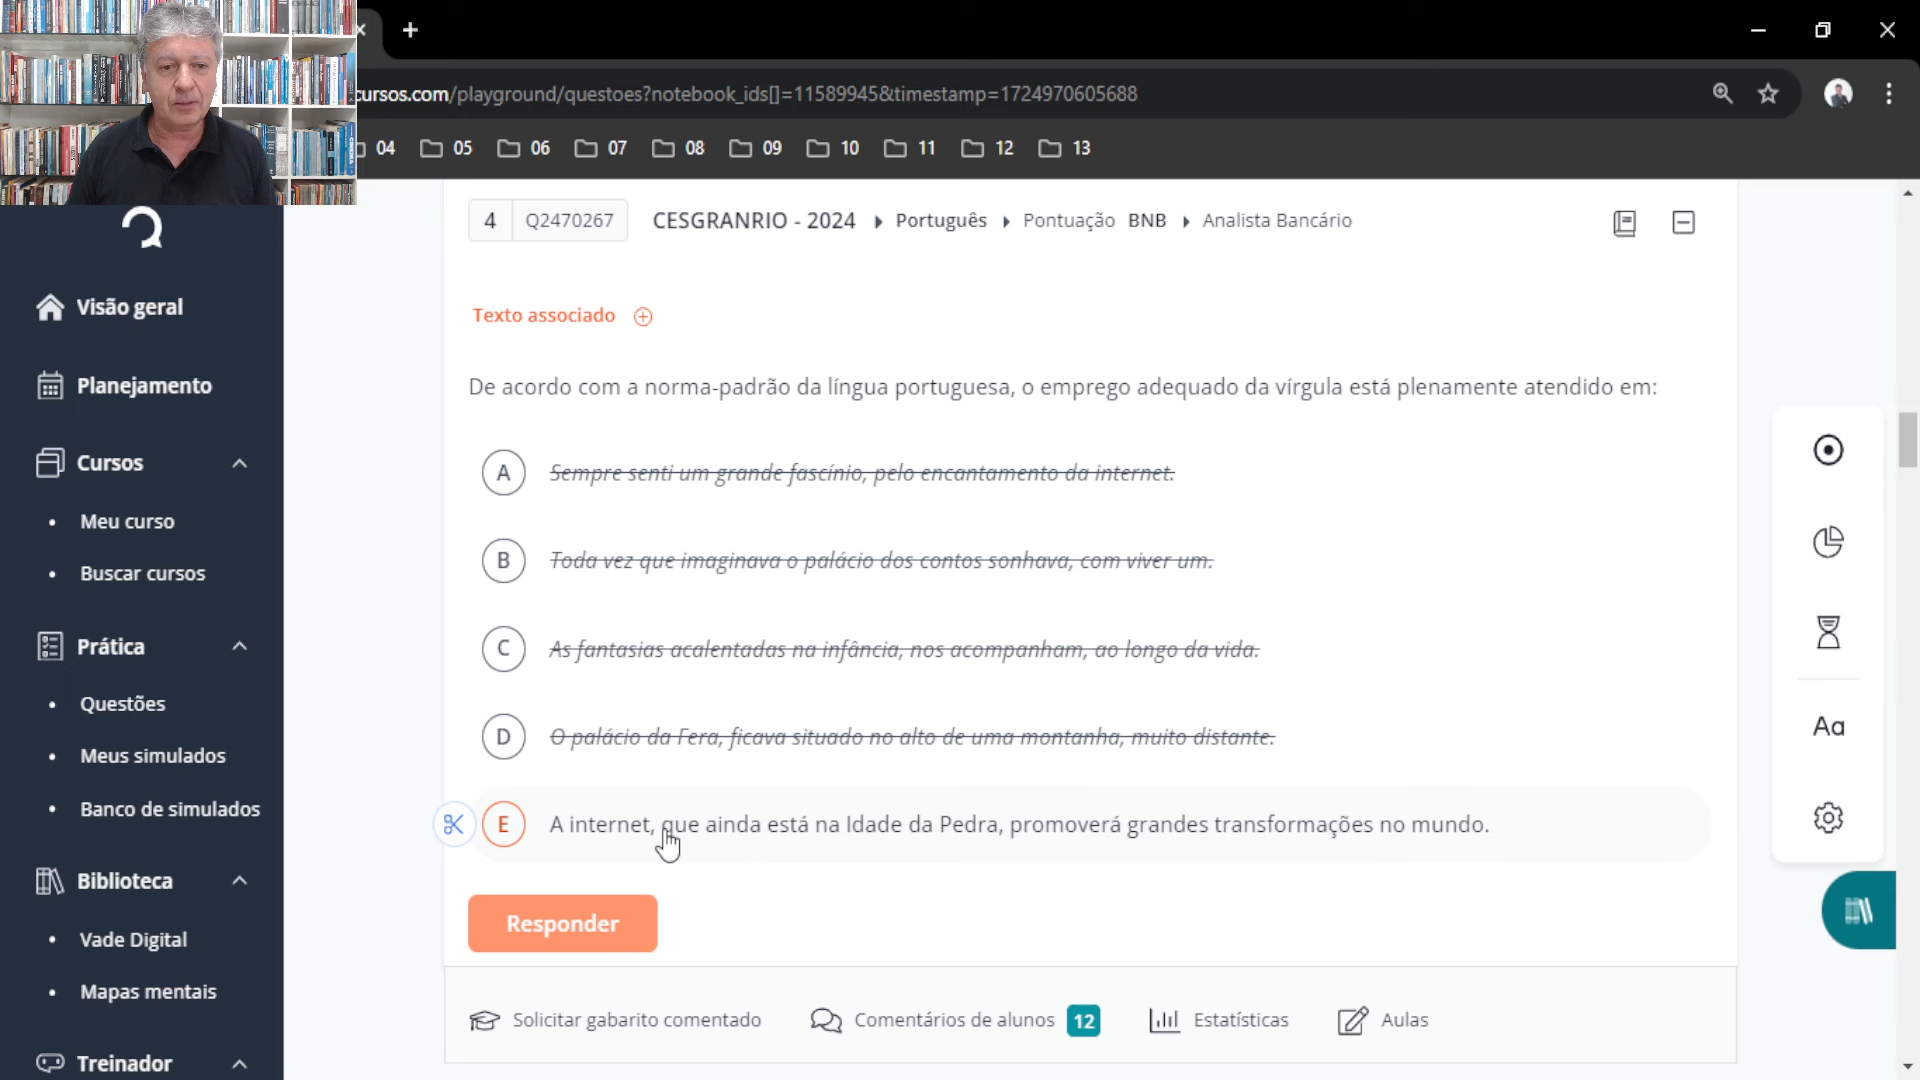 cursos.com/playground/questoes?notebook_ids[]=11589945&timestamp=1724970605688
04 05 06 07 08 09 10 11 12 13
4 Q2470267 CESGRANRIO - 2024 Português Pontuação BNB Analista Bancário
Texto associado
De acordo com a norma-padrão da língua portuguesa, o emprego adequado da vírgula está plenamente atendido em:
A Sempre senti um grande fascínio, pelo encantamento da internet.
B Toda vez que imaginava o palácio dos contos sonhava, com viver um.
C As fantasias acalentadas na infância, nos acompanham, ao longo da vida.
D O palácio da Fera, ficava situado no alto de uma montanha, muito distante.
E A internet, que ainda está na Idade da Pedra, promoverá grandes transformações no mundo.
Responder
Solicitar gabarito comentado Comentários de alunos 12 Estatísticas Aulas
Visão geral
Planejamento
Cursos
Meu curso
Buscar cursos
Prática
Questões
Meus simulados
Banco de simulados
Biblioteca
Vade Digital
Mapas mentais
Treinador
Aa